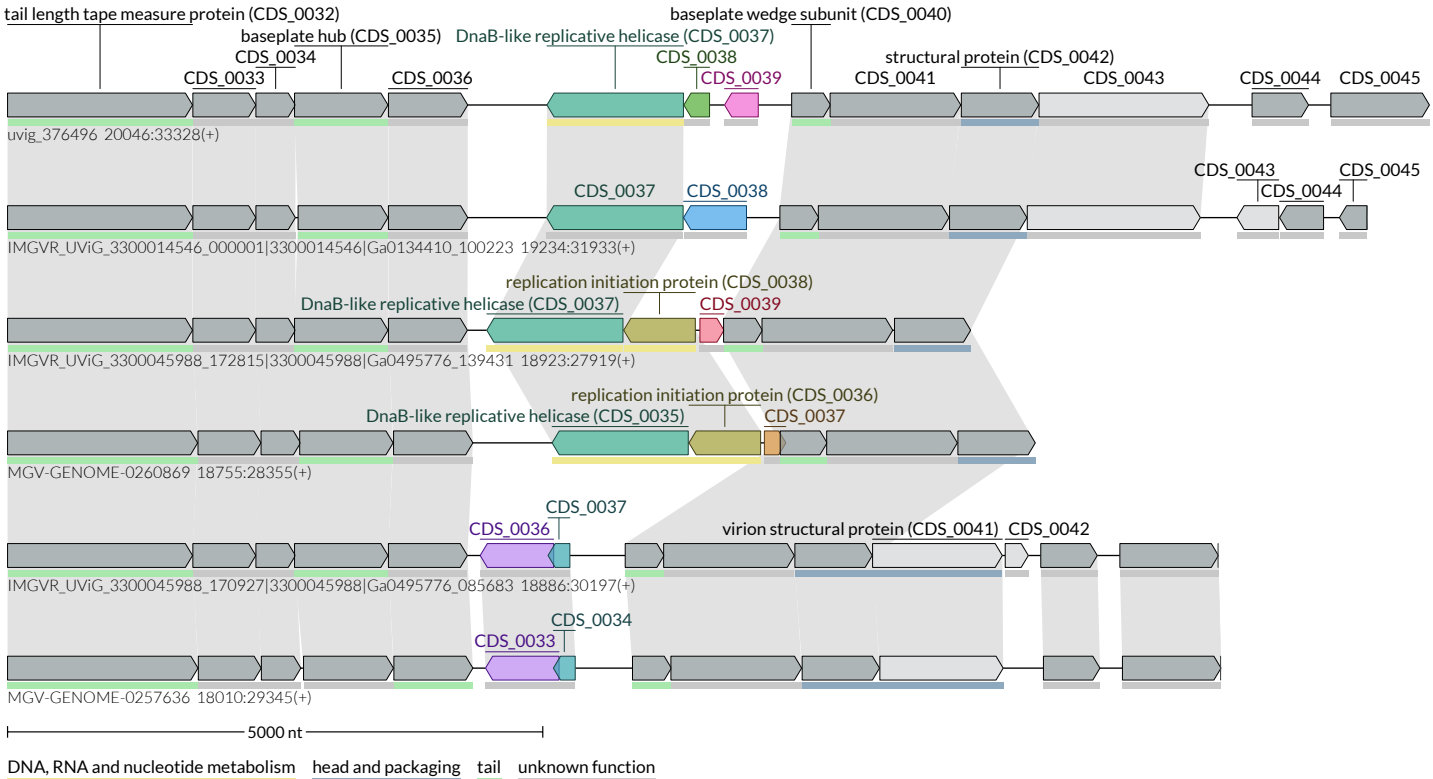 tail length tape measure protein (CDS_0032)
baseplate wedge subunit (CDS_0040)
baseplate hub (CDS_0035)
DnaB-like replicative helicase (CDS_0037)
CDS_0034
CDS_0038
structural protein (CDS_0042)
CDS_0033
CDS_0036
CDS_0039
CDS_0041
CDS_0043
CDS_0044
CDS_0045
uvig_376496 20046:33328(+)
CDS_0043
CDS_0045
CDS_0037
CDS_0038
CDS_0044
IMGVR_UViG_3300014546_000001|3300014546|Ga0134410_100223 19234:31933(+)
replication initiation protein (CDS_0038)
DnaB-like replicative helicase (CDS_0037)
CDS_0039
IMGVR_UViG_3300045988_172815|3300045988|Ga0495776_139431 18923:27919(+)
replication initiation protein (CDS_0036)
DnaB-like replicative helicase (CDS_0035)
CDS_0037
MGV-GENOME-0260869 18755:28355(+)
CDS_0037
CDS_0036
virion structural protein (CDS_0041)
CDS_0042
IMGVR_UViG_3300045988_170927|3300045988|Ga0495776_085683 18886:30197(+)
CDS_0034
CDS_0033
MGV-GENOME-0257636 18010:29345(+)
5000 nt
DNA, RNA and nucleotide metabolism
head and packaging
tail
unknown function